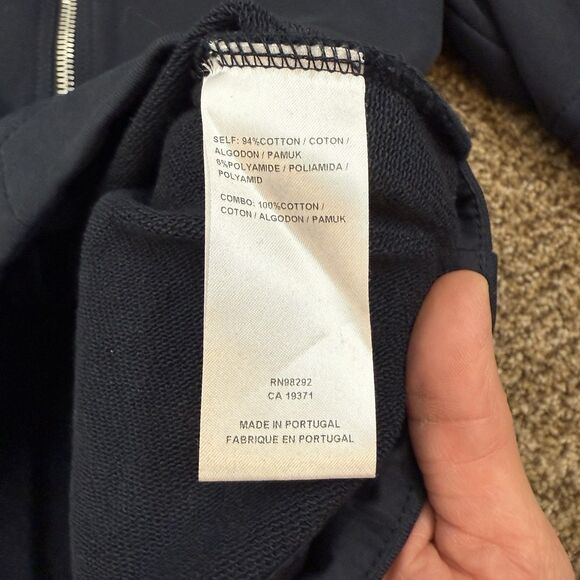 SELF: 94%COTTON / COTON /
ALGODON / PAMUK
6%POLYAMIDE / POLIAMIDA /
POLYAMID
COMBO: 100%COTTON /
COTON / ALGODON / PAMUK
RN98292
CA 19371
MADE IN PORTUGAL
FABRIQUE EN PORTUGAL